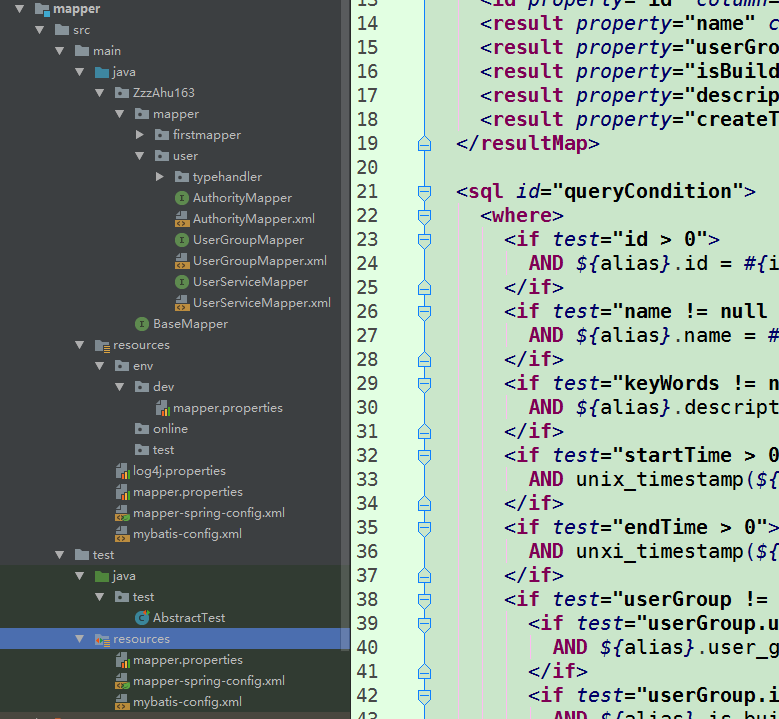 mapper
src
main
java
ZzzAhu163
mapper
firstmapper
user
typehandler
AuthorityMapper
AuthorityMapper.xml
UserGroupMapper
UserGroupMapper.xml
UserServiceMapper
UserServiceMapper.xml
BaseMapper
resources
env
dev
mapper.properties
online
test
log4j.properties
mapper.properties
mapper-spring-config.xml
mybatis-config.xml
test
java
test
AbstractTest
resources
mapper.properties
mapper-spring-config.xml
mybatis-config.xml
13 <id property="id" column=
14 <result property="name" c
15 <result property="userGro
16 <result property="isBuild
17 <result property="descrip
18 <result property="createT
19 </resultMap>
20
21 <sql id="queryCondition">
22 <where>
23 <if test="id > 0">
24 AND ${alias}.id = #{i
25 </if>
26 <if test="name != null
27 AND ${alias}.name = #
28 </if>
29 <if test="keyWords != n
30 AND ${alias}.descript
31 </if>
32 <if test="startTime > 0
33 AND unix_timestamp(${
34 </if>
35 <if test="endTime > 0">
36 AND unxi_timestamp(${
37 </if>
38 <if test="userGroup !=
39 <if test="userGroup.u
40 AND ${alias}.user_g
41 </if>
42 <if test="userGroup.i
43 AND ${alias}.is_bui